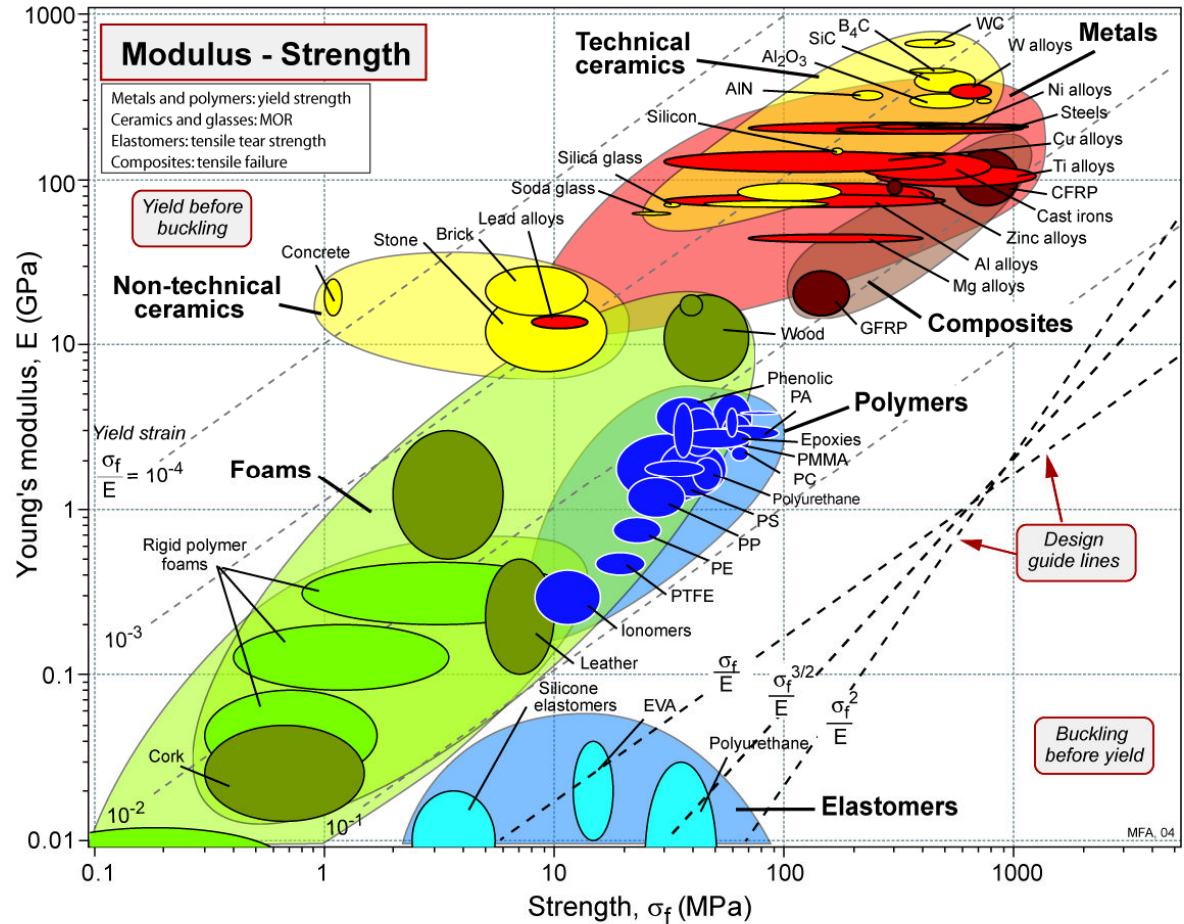 Modulus - Strength
Metals and polymers: yield strength
Ceramics and glasses: MOR
Elastomers: tensile tear strength
Composites: tensile failure
Yield before
buckling
Technical
ceramics
Metals
B₄C
WC
SiC
W alloys
Al₂O₃
AlN
Ni alloys
Steels
Silicon
Cu alloys
Silica glass
Ti alloys
Soda glass
CFRP
Cast irons
Lead alloys
Zinc alloys
Brick
Stone
Concrete
Al alloys
Mg alloys
Non-technical
ceramics
GFRP
Composites
Wood
Phenolic
PA
Polymers
Epoxies
PMMA
PC
Polyurethane
PS
PP
PE
PTFE
Ionomers
Leather
Yield strain
σf/E = 10⁻⁴
Foams
Rigid polymer
foams
10⁻³
10⁻²
10⁻¹
Cork
Silicone
elastomers
EVA
Polyurethane
Elastomers
σf/E
σf^3/2/E
σf²/E
Design
guide lines
Buckling
before yield
MFA, 04
Young's modulus, E (GPa)
1000
100
10
1
0.1
0.01
0.1
1
10
100
1000
Strength, σf (MPa)